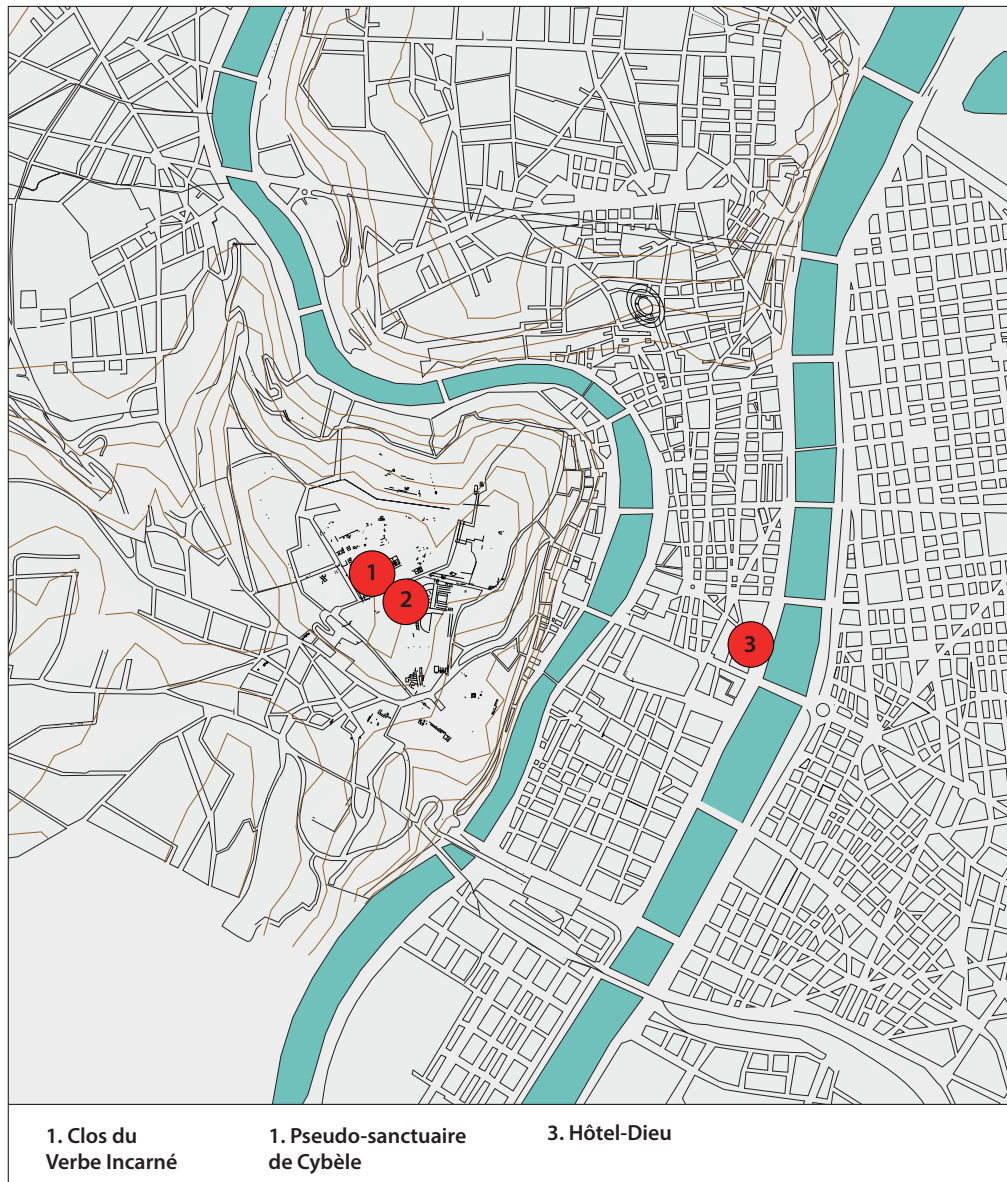 1
2
3
1. Clos du
Verbe Incarné
1. Pseudo-sanctuaire
de Cybèle
3. Hôtel-Dieu